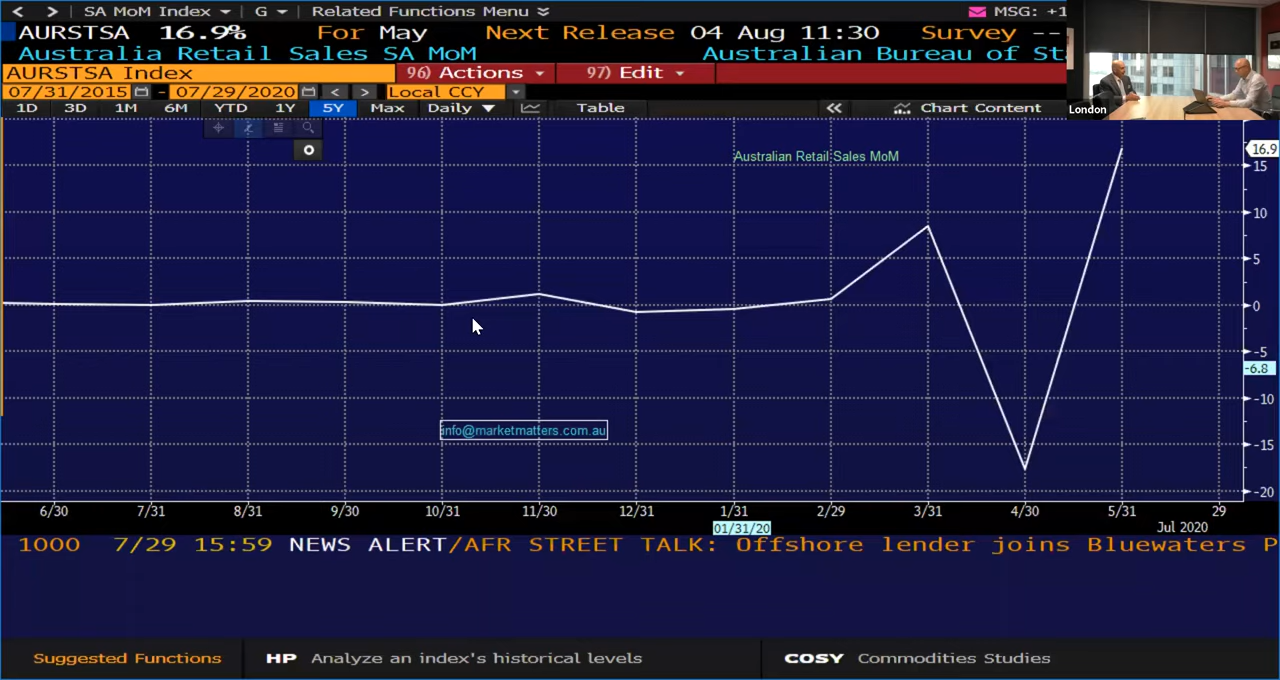 < > SA MoM Index G Related Functions Menu MSG: +1
AURSTSA 16.9% For May Next Release 04 Aug 11:30 Survey --
Australia Retail Sales SA MoM Australian Bureau of St
AURSTSA Index 96) Actions 97) Edit
07/31/2015 - 07/29/2020 < > Local CCY
1D 3D 1M 6M YTD 1Y 5Y Max Daily Table « Chart Content
London
Australian Retail Sales MoM
16.9
15
10
5
0
-5
-6.8
-10
info@marketmatters.com.au
-15
-20
6/30 7/31 8/31 9/30 10/31 11/30 12/31 1/31 2/29 3/31 4/30 5/31 29
01/31/20 Jul 2020
1000 7/29 15:59 NEWS ALERT/AFR STREET TALK: Offshore lender joins Bluewaters P
Suggested Functions HP Analyze an index's historical levels COSY Commodities Studies